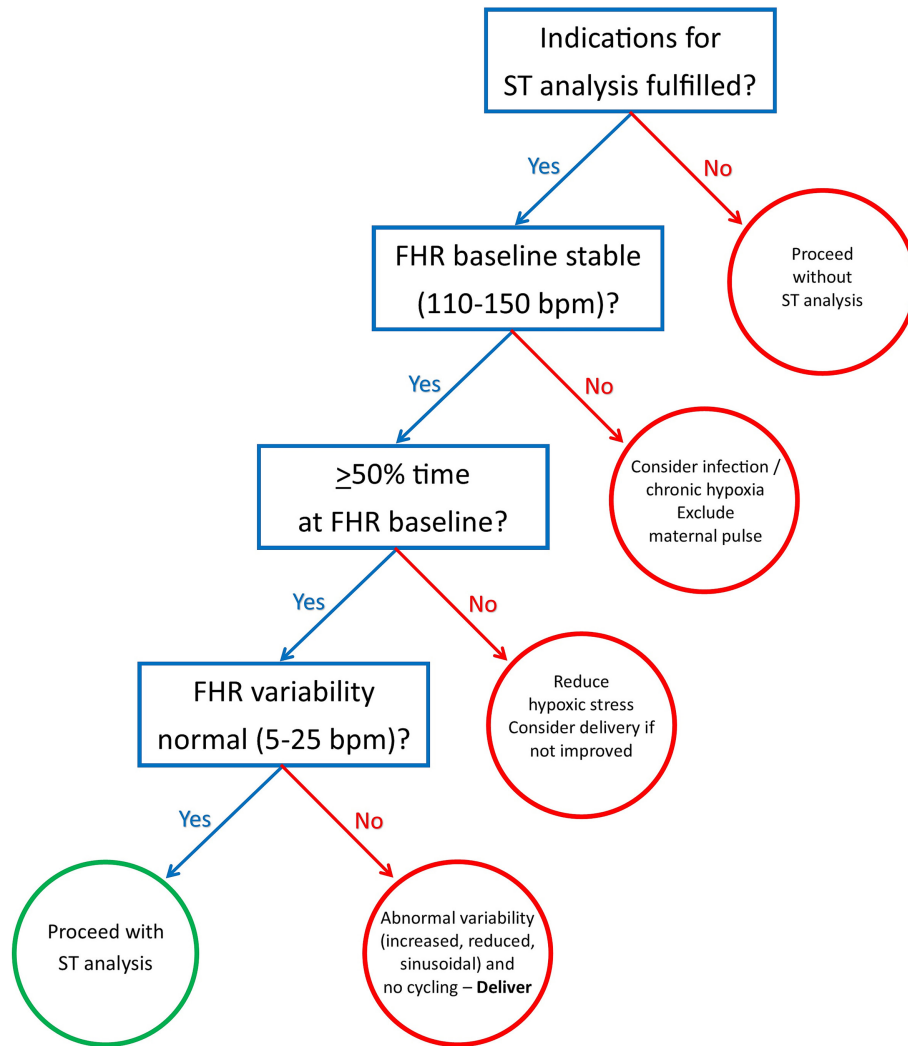 Indications for
ST analysis fulfilled?
Yes
No
Proceed
without
ST analysis
FHR baseline stable
(110-150 bpm)?
Yes
No
Consider infection /
chronic hypoxia
Exclude
maternal pulse
≥50% time
at FHR baseline?
Yes
No
Reduce
hypoxic stress
Consider delivery if
not improved
FHR variability
normal (5-25 bpm)?
Yes
No
Proceed with
ST analysis
Abnormal variability
(increased, reduced,
sinusoidal) and
no cycling – Deliver